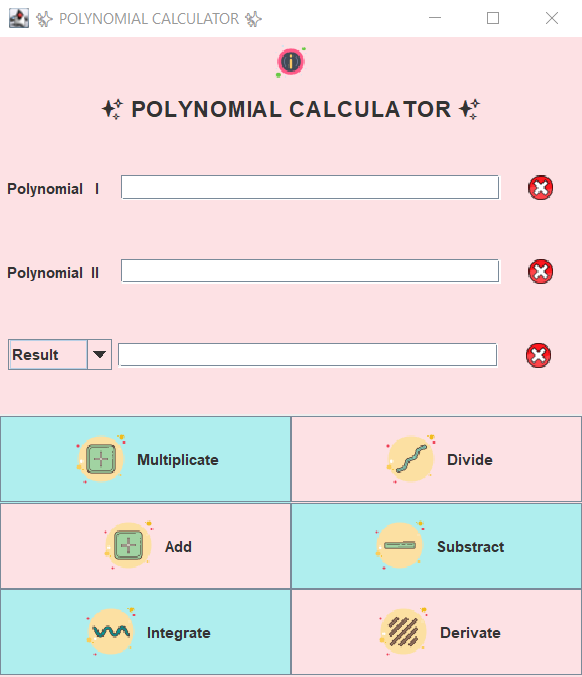 ✨ POLYNOMIAL CALCULATOR ✨
✨ POLYNOMIAL CALCULATOR ✨
Polynomial I
Polynomial II
Result
Multiplicate
Divide
Add
Substract
Integrate
Derivate